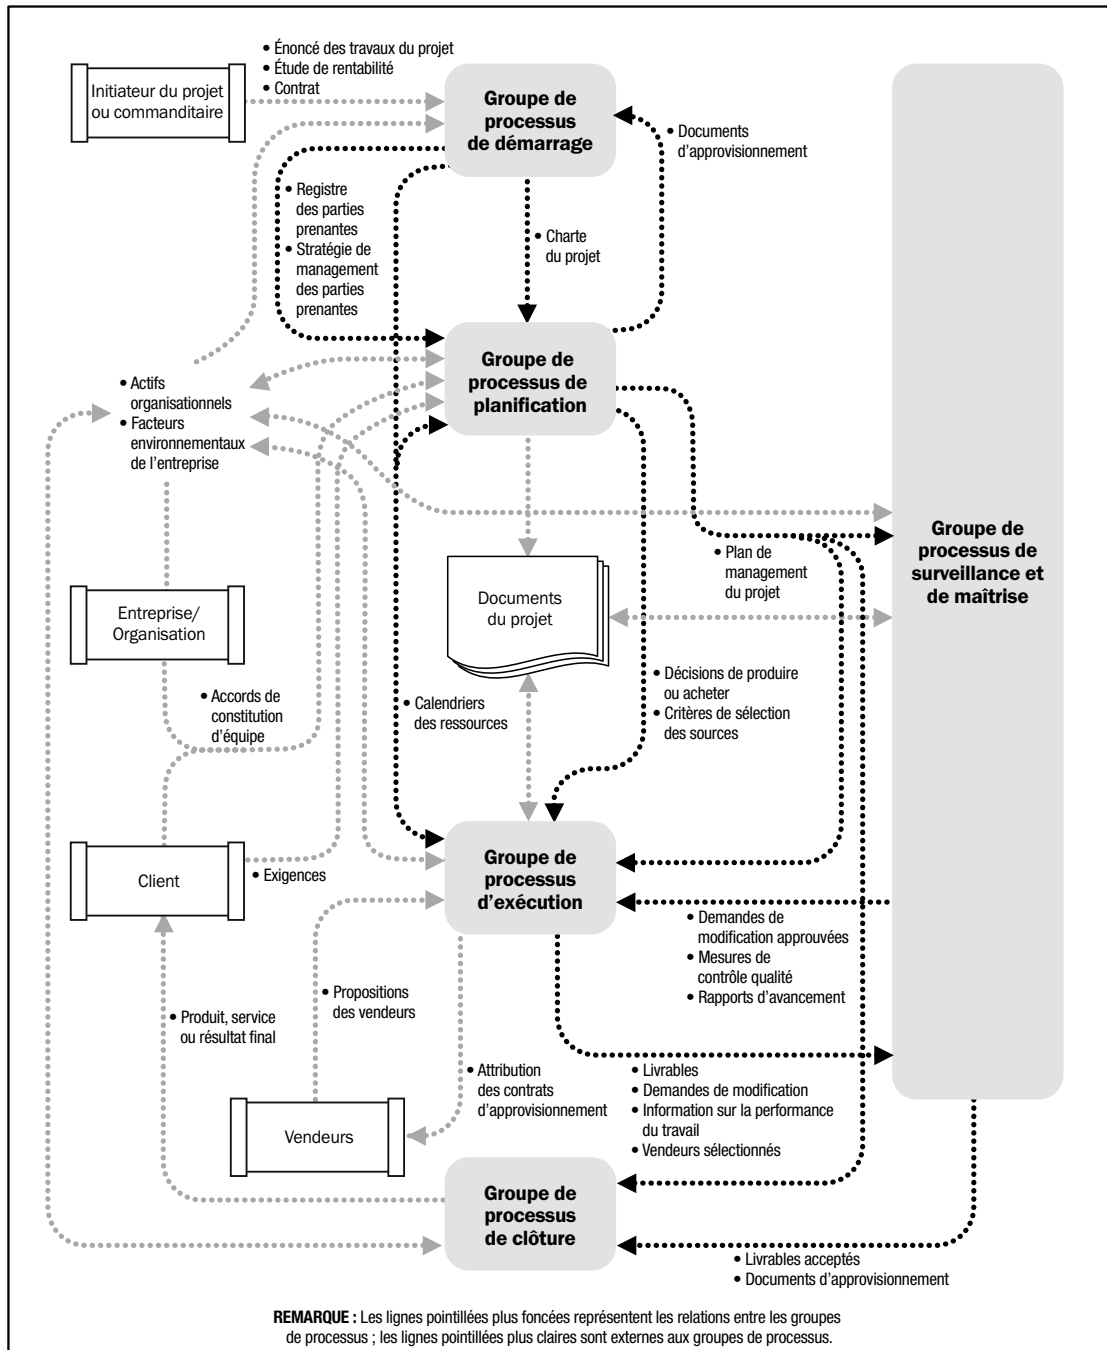 • Énoncé des travaux du projet
• Étude de rentabilité
• Contrat
Initiateur du projet
ou commanditaire
Groupe de
processus
de démarrage
• Documents
d'approvisionnement
• Registre
des parties
prenantes
• Stratégie de
management
des parties
prenantes
• Charte
du projet
Groupe de
processus de
planification
• Actifs
organisationnels
• Facteurs
environnementaux
de l'entreprise
Groupe de
processus de
surveillance et
de maîtrise
• Plan de
management
du projet
Documents
du projet
Entreprise/
Organisation
• Accords de
constitution
d'équipe
• Calendriers
des ressources
• Décisions de produire
ou acheter
• Critères de sélection
des sources
Client
• Exigences
Groupe de
processus
d'exécution
• Demandes de
modification approuvées
• Mesures de
contrôle qualité
• Rapports d'avancement
• Propositions
des vendeurs
• Produit, service
ou résultat final
• Attribution
des contrats
d'approvisionnement
• Livrables
• Demandes de modification
• Information sur la performance
du travail
• Vendeurs sélectionnés
Vendeurs
Groupe de
processus
de clôture
• Livrables acceptés
• Documents d'approvisionnement
REMARQUE : Les lignes pointillées plus foncées représentent les relations entre les groupes
de processus ; les lignes pointillées plus claires sont externes aux groupes de processus.